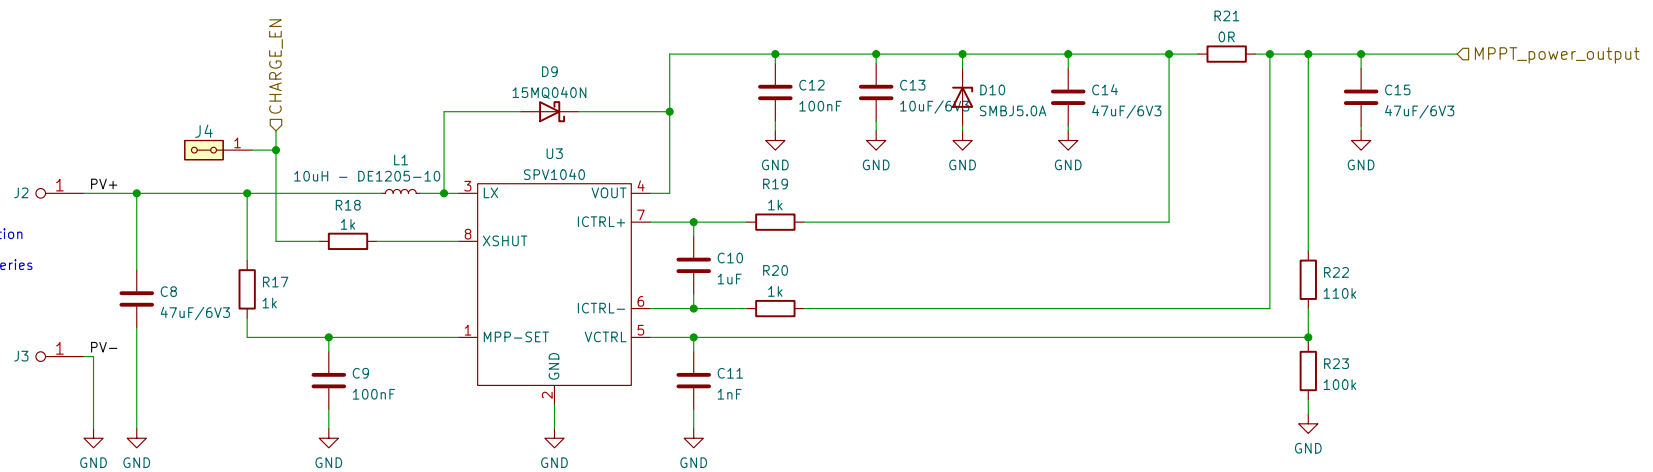 CHARGE_EN
J4
1
J2
1
PV+
J3
1
PV-
tion
eries
C8
47uF/6V3
GND
GND
R17
1k
R18
1k
C9
100nF
GND
L1
10uH - DE1205-10
D9
15MQ040N
U3
SPV1040
3
LX
8
XSHUT
1
MPP-SET
VOUT
4
ICTRL+
7
ICTRL-
6
VCTRL
5
GND
2
GND
C10
1uF
C11
1nF
GND
R19
1k
R20
1k
C12
100nF
GND
C13
10uF/6V3
GND
D10
SMBJ5.0A
GND
C14
47uF/6V3
GND
R21
0R
C15
47uF/6V3
GND
MPPT_power_output
R22
110k
R23
100k
GND